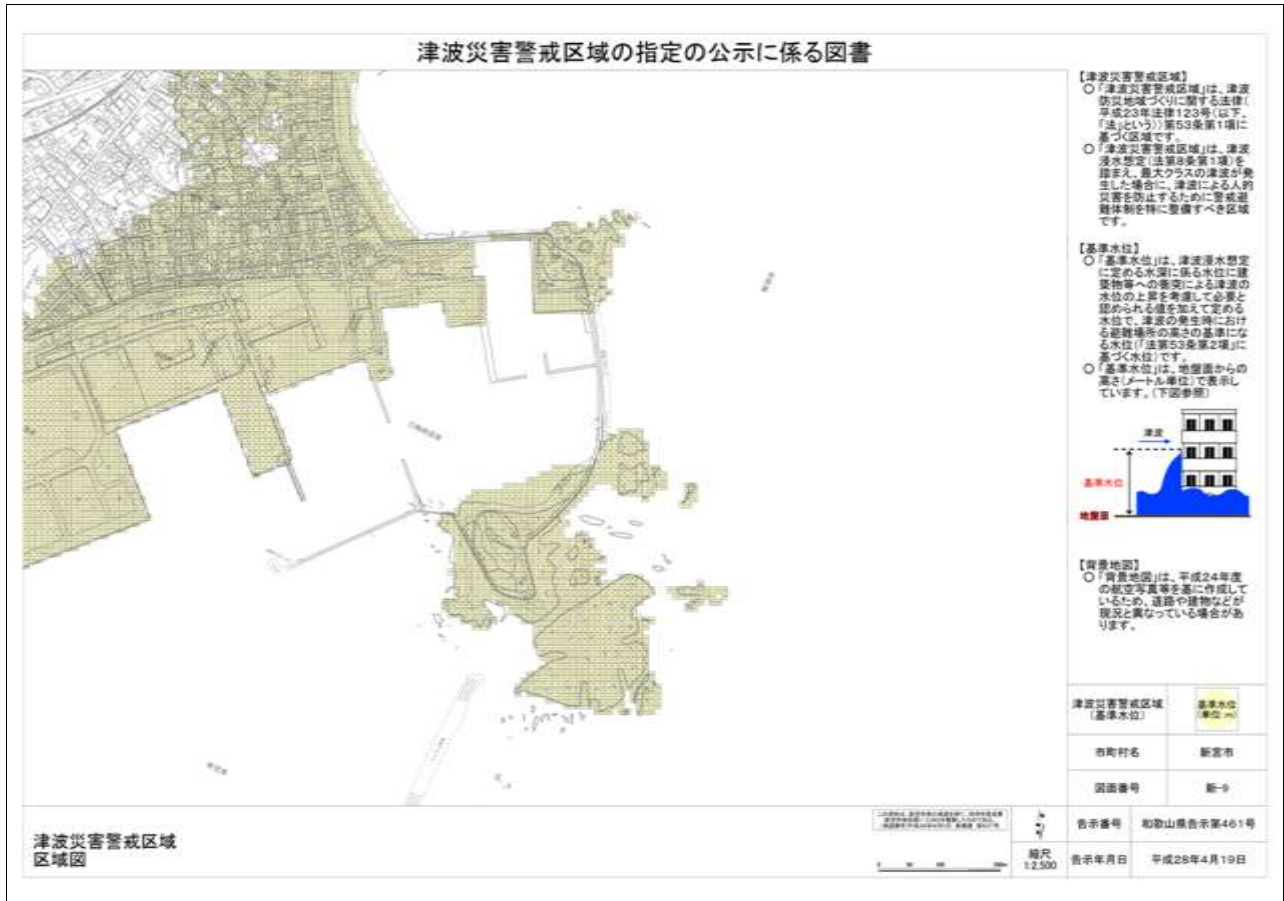 津波災害警戒区域の指定の公示に係る図書
【津波災害警戒区域】
○「津波災害警戒区域」は、津波
防災地域づくりに関する法律(
平成23年法律123号(以下、
「法」という))第53条第1項に
基づく区域です。
○「津波災害警戒区域」は、津波
浸水想定(法第8条第1項)を
踏まえ、最大クラスの津波が発
生した場合に、津波による人的
災害を防止するために警戒避
難体制を特に整備すべき区域
です。
【基準水位】
○「基準水位」は、津波浸水想定
に定める水深に係る水位に建
築物等への衝突による津波の
水位の上昇を考慮して必要と
認められる値を加えて定める
水位で、津波の発生時におけ
る避難場所の高さの基準にな
る水位(「法第53条第2項」に
基づく水位)です。
○「基準水位」は、地盤面からの
高さ(メートル単位)で表示し
ています。(下図参照)
津波
基準水位
地盤面
【背景地図】
○「背景地図」は、平成24年度
の航空写真等を基に作成して
いるため、道路や建物などが
現況と異なっている場合があ
ります。
津波災害警戒区域
(基準水位)
基準水位
(単位:m)
市町村名
新宮市
図面番号
新-9
告示番号
和歌山県告示第461号
縮尺
1:2,500
告示年月日
平成28年4月19日
津波災害警戒区域
区域図